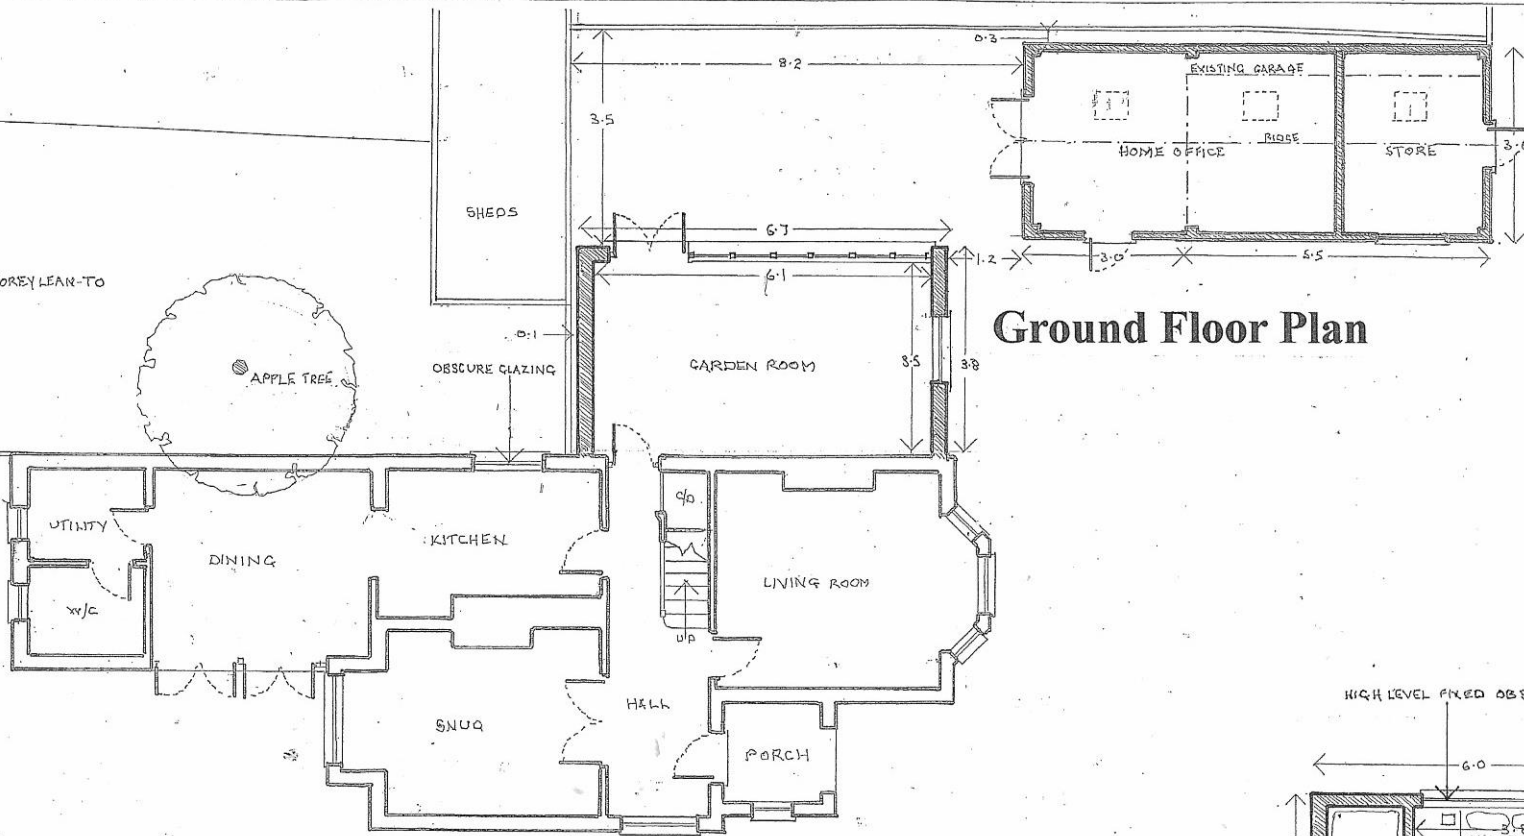 0·3
8·2
EXISTING GARAGE
3·5
RIDGE
HOME OFFICE
STORE
SHEDS
6·7
1·2
3·0
5·5
6·1
OREY LEAN-TO
0·1
Ground Floor Plan
OBSCURE GLAZING
GARDEN ROOM
3·5
3·8
APPLE TREE
C/D
UTILITY
KITCHEN
DINING
LIVING ROOM
W/C
UP
HALL
SNUG
PORCH
HIGH LEVEL FIXED OBS
6·0